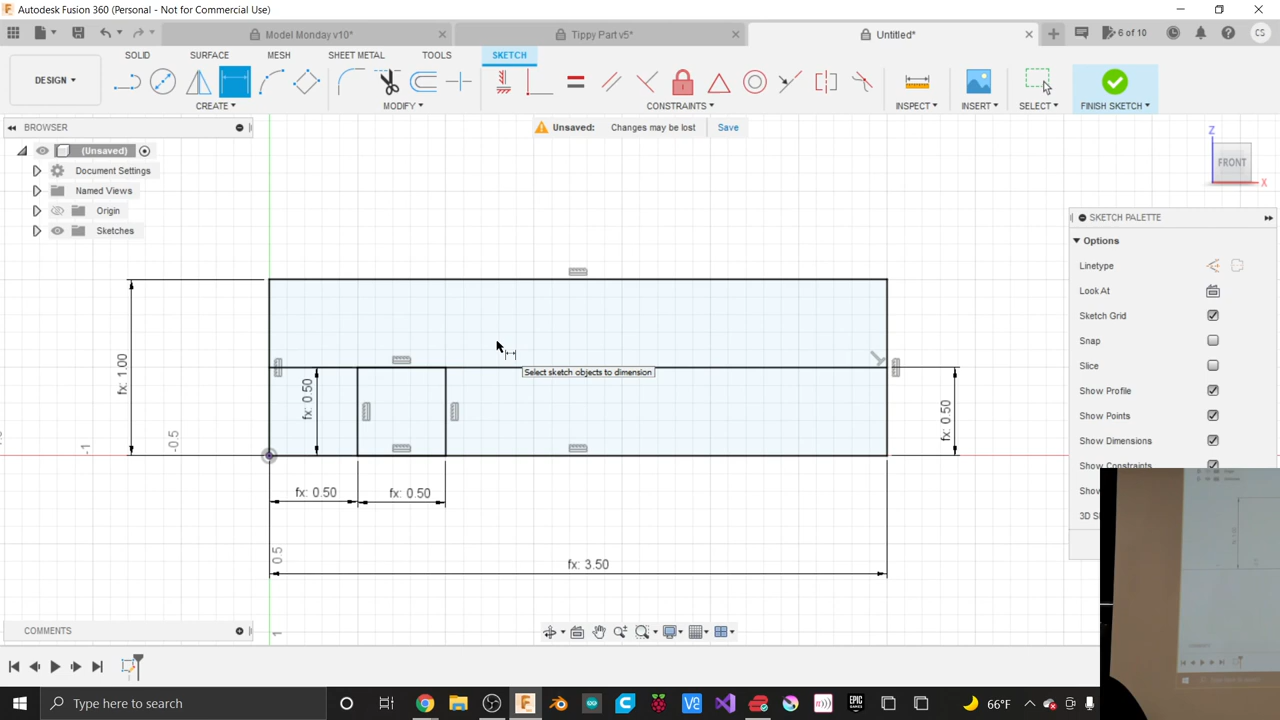 Autodesk Fusion 360 (Personal - Not for Commercial Use)
Model Monday v10*
Tippy Part v5*
Untitled*
6 of 10
CS
DESIGN
SOLID
SURFACE
MESH
SHEET METAL
TOOLS
SKETCH
CREATE
MODIFY
CONSTRAINTS
INSPECT
INSERT
SELECT
FINISH SKETCH
BROWSER
Unsaved: Changes may be lost Save
(Unsaved)
Document Settings
Named Views
Origin
Sketches
Z
FRONT
X
SKETCH PALETTE
Options
Linetype
Look At
Sketch Grid
Snap
Slice
Show Profile
Show Points
Show Dimensions
Show Constraints
Sho
3D S
fx: 1.00
-1
-0.5
fx: 0.50
Select sketch objects to dimension
fx: 0.50
fx: 0.50
fx: 0.50
0.5
fx: 3.50
1
COMMENTS
Type here to search
VE
66°F